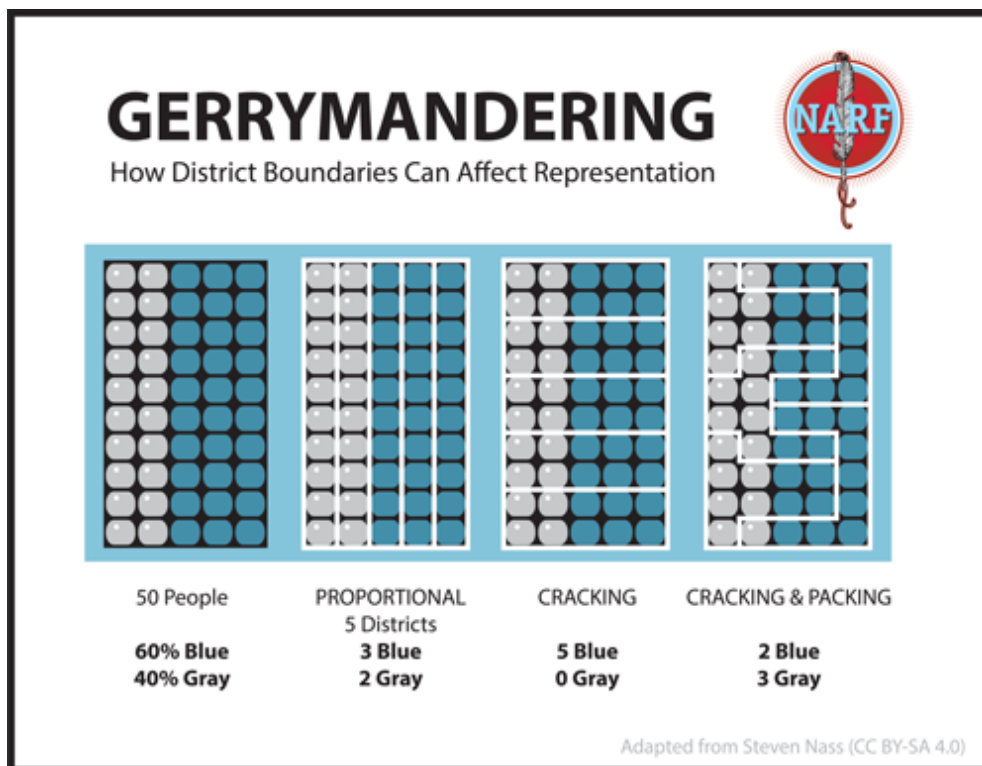 GERRYMANDERING
How District Boundaries Can Affect Representation
NARF
50 People
60% Blue
40% Gray
PROPORTIONAL
5 Districts
3 Blue
2 Gray
CRACKING
5 Blue
0 Gray
CRACKING & PACKING
2 Blue
3 Gray
Adapted from Steven Nass (CC BY-SA 4.0)